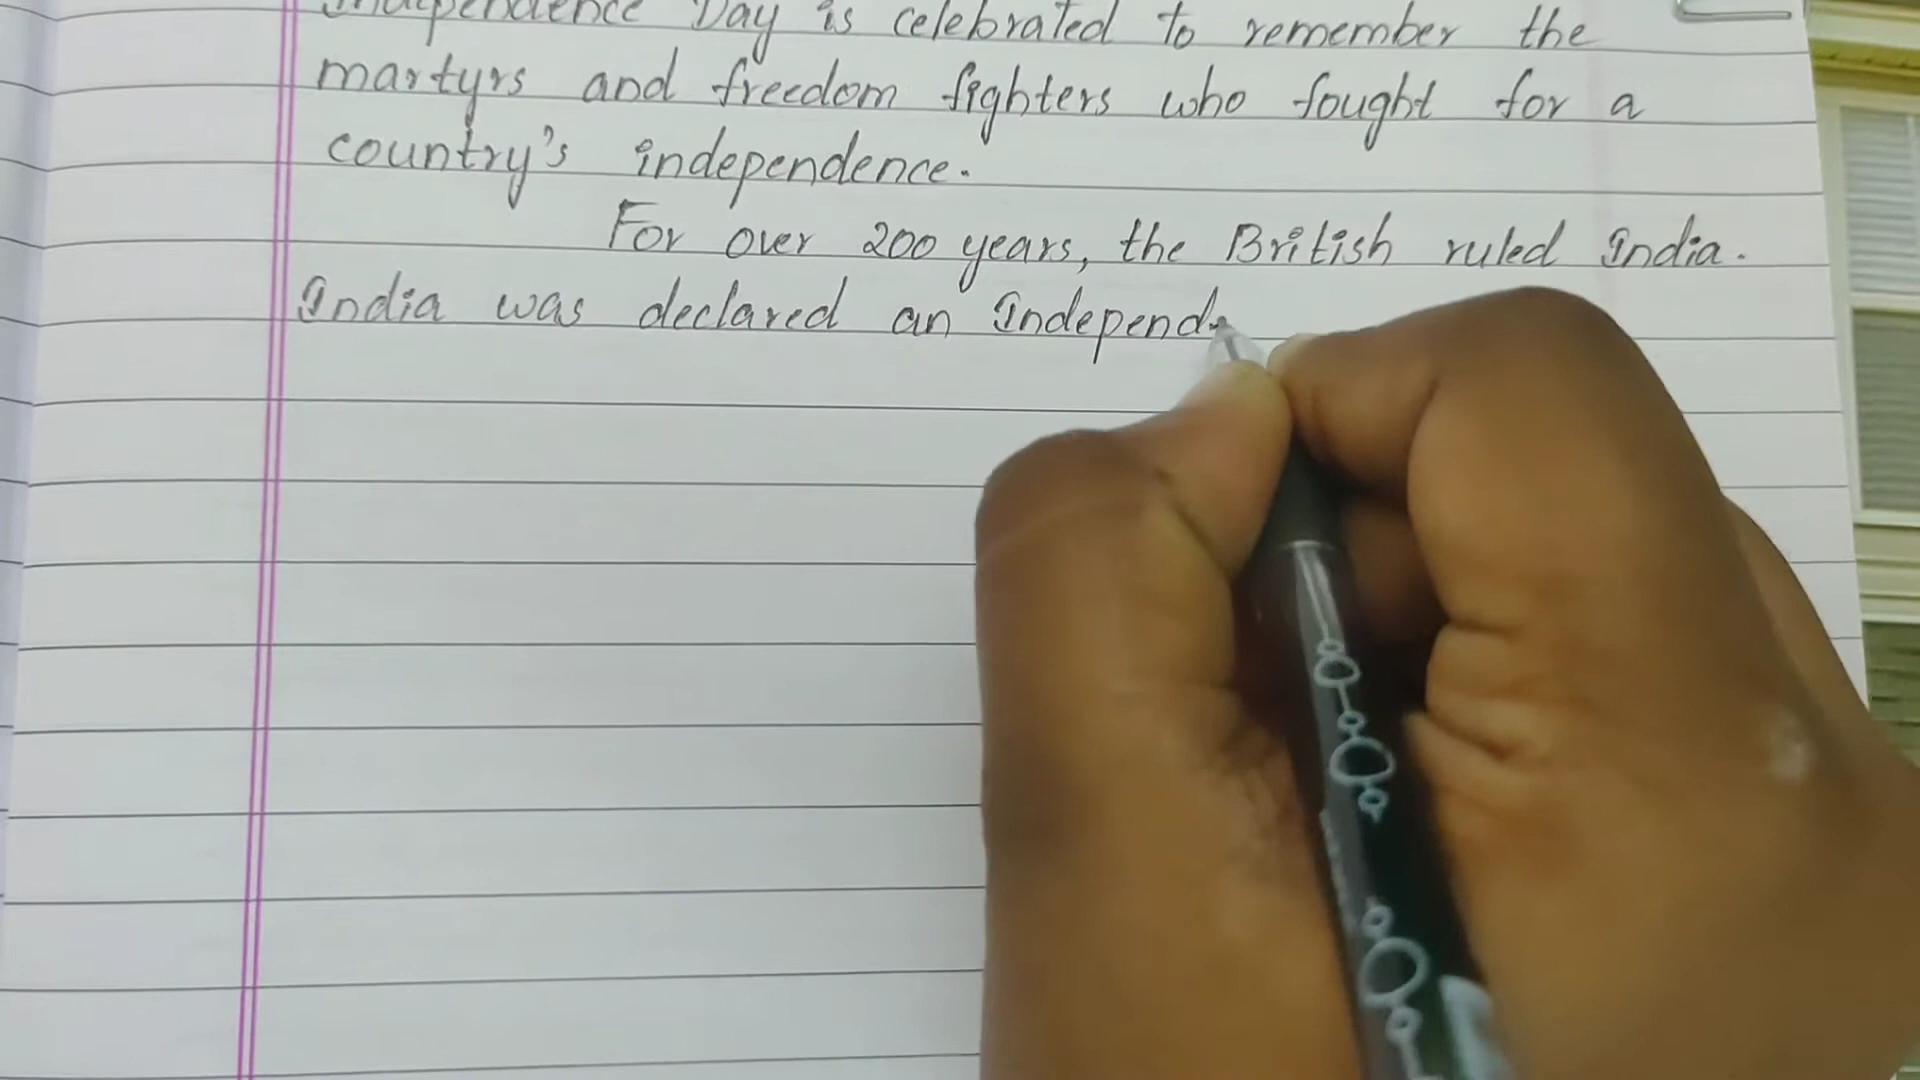 Independence Day is celebrated to remember the
martyrs and freedom fighters who fought for a
country's independence.
For over 200 years, the British ruled India.
India was declared an Independ